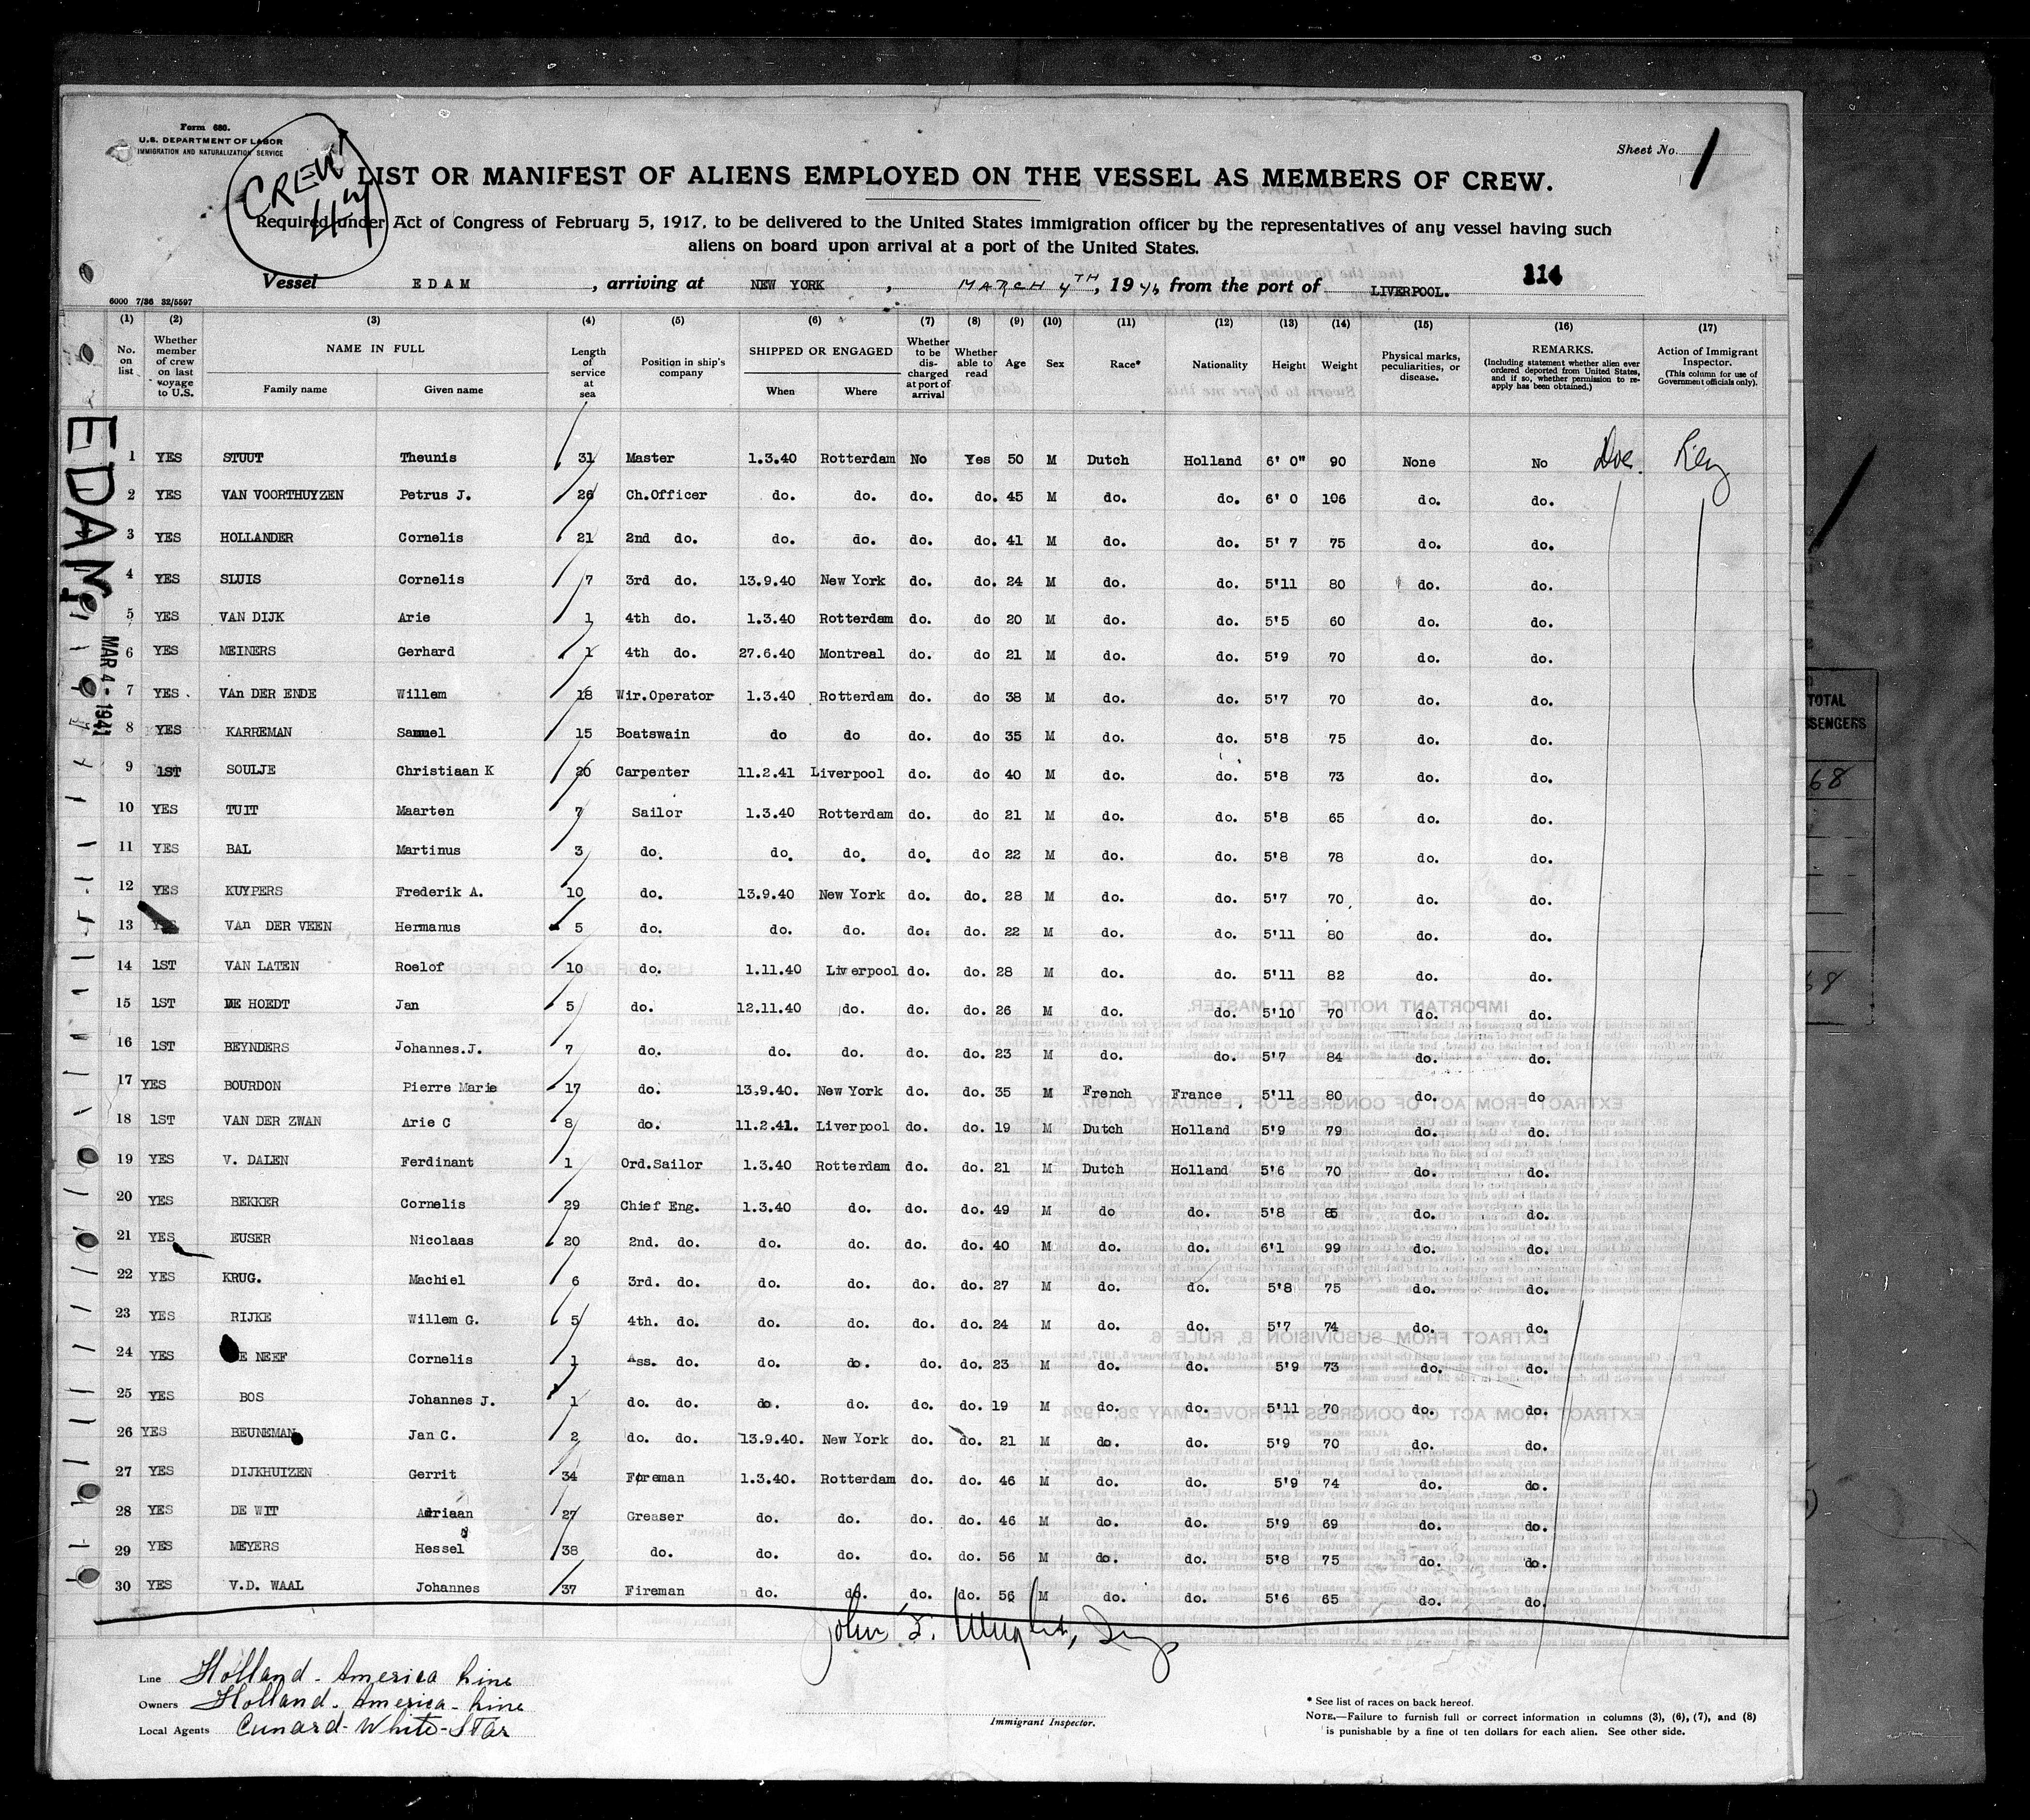 Form 680.
U.S. DEPARTMENT OF LABOR
IMMIGRATION AND NATURALIZATION SERVICE
CREW
Sheet No. 1
LIST OR MANIFEST OF ALIENS EMPLOYED ON THE VESSEL AS MEMBERS OF CREW.
Required under Act of Congress of February 5, 1917, to be delivered to the United States immigration officer by the representatives of any vessel having such
aliens on board upon arrival at a port of the United States.
114
Vessel EDAM, arriving at NEW YORK, MARCH 4TH, 1941, from the port of LIVERPOOL.
6000 7/36 32/5597
(1) (2) (3) (4) (5) (6) (7) (8) (9) (10) (11) (12) (13) (14) (15) (16) (17)
No. on list Whether member of crew on last voyage to U.S. NAME IN FULL Family name Given name Length of service at sea Position in ship's company SHIPPED OR ENGAGED When Where Whether to be discharged at port of arrival Whether able to read Age Sex Race* Nationality Height Weight Physical marks, peculiarities, or disease. REMARKS. (Including statement whether alien ever ordered deported from United States, and if so, whether permission to reapply has been obtained.) Action of Immigrant Inspector. (This column for use of Government officials only).
EDAM
MAR 4 - 1941
1 YES STUUT Theunis 31 Master 1.3.40 Rotterdam No Yes 50 M Dutch Holland 6' 0" 90 None No
2 YES VAN VOORTHUYZEN Petrus J. 26 Ch.Officer do. do. do. do. 45 M do. do. 6' 0 106 do. do.
3 YES HOLLANDER Cornelis 21 2nd do. do. do. do. do. 41 M do. do. 5' 7 75 do. do.
4 YES SLUIS Cornelis 7 3rd do. 13.9.40 New York do. do. 24 M do. do. 5'11 80 do. do.
5 YES VAN DIJK Arie 1 4th do. 1.3.40 Rotterdam do. do 20 M do. do. 5'5 60 do. do.
6 YES MEINERS Gerhard 1 4th do. 27.6.40 Montreal do. do 21 M do. do. 5'9 70 do. do.
7 YES. VAn DER ENDE Willem 18 Wir.Operator 1.3.40 Rotterdam do. do 38 M do. do. 5'7 70 do. do.
8 YES KARREMAN Samuel 15 Boatswain do do do. do 35 M do. do. 5'8 75 do. do.
9 1ST SOULJE Christiaan K 20 Carpenter 11.2.41 Liverpool do. do 40 M do. do. 5'8 73 do. do.
10 YES TUIT Maarten 7 Sailor 1.3.40 Rotterdam do. do 21 M do. do. 5'8 65 do. do.
11 YES BAL Martinus 3 do. do. do. do. do 22 M do. do. 5'8 78 do. do.
12 YES KUYPERS Frederik A. 10 do. 13.9.40 New York do. do. 28 M do. do. 5'7 70 do. do.
13 YES VAn DER VEEN Hermanus 5 do. do. do. do. do. 22 M do. do. 5'11 80 do. do.
14 1ST VAN LATEN Roelof 10 do. 1.11.40 Liverpool do. do. 28 M do. do. 5'11 82 do. do.
15 1ST DE HOEDT Jan 5 do. 12.11.40 do. do. do. 26 M do. do. 5'10 70 do. do.
16 1ST BEYNDERS Johannes.J. 7 do. do. do. do. do. 23 M do. do. 5'7 84 do. do.
17 YES BOURDON Pierre Marie 17 do. 13.9.40. New York do. do. 35 M French France 5'11 80 do. do
18 1ST VAN DER ZWAN Arie C 8 do. 11.2.41. Liverpool do. do. 19 M Dutch Holland 5'9 79 do. do.
19 YES V. DALEN Ferdinant 1 Ord.Sailor 1.3.40 Rotterdam do. do. 21 M Dutch Holland 5'6 70 do. do.
20 YES BEKKER Cornelis 29 Chief Eng. 1.3.40 do. do. do. 49 M do do. 5'8 85 do. do.
21 YES EUSER Nicolaas 20 2nd. do. do. do. do. do. 40 M do. do. 6'1 99 do. do.
22 YES KRUG. Machiel 6 3rd. do. do. do. do. do. 27 M do. do. 5'8 75 do. do.
23 YES RIJKE Willem G. 5 4th. do. do. do. do. do. 24 M do. do. 5'7 74 do. do.
24 YES DE NEEF Cornelis 1 Ass. do. do. do. do. do. 23 M do. do. 5'9 73 do. do.
25 YES BOS Johannes J. 1 do. do. do. do. do. do. 19 M do. do. 5'11 70 do. do.
26 YES BEUNEMAN Jan C. 2 do. do. 13.9.40. New York do. do. 21 M do. do. 5'9 70 do. do.
27 YES DIJKHUIZEN Gerrit 34 Foreman 1.3.40. Rotterdam do. do. 46 M do. do. 5'9 74 do. do.
28 YES DE WIT Adriaan 27 Greaser do. do. do. do. 46 M do. do. 5'9 69 do. do.
29 YES MEYERS Hessel 38 do. do. do. do. do. 56 M do. do. 5'8 75 do. do.
30 YES V.D. WAAL Johannes 37 Fireman do. do. do. do. 56 M do. do. 5'6 65 do. do.
TOTAL
68
68
Line Holland-America Line
Owners Holland-America-Line
Local Agents Cunard-White-Star
Immigrant Inspector.
* See list of races on back hereof.
NOTE.—Failure to furnish full or correct information in columns (3), (6), (7), and (8)
is punishable by a fine of ten dollars for each alien. See other side.